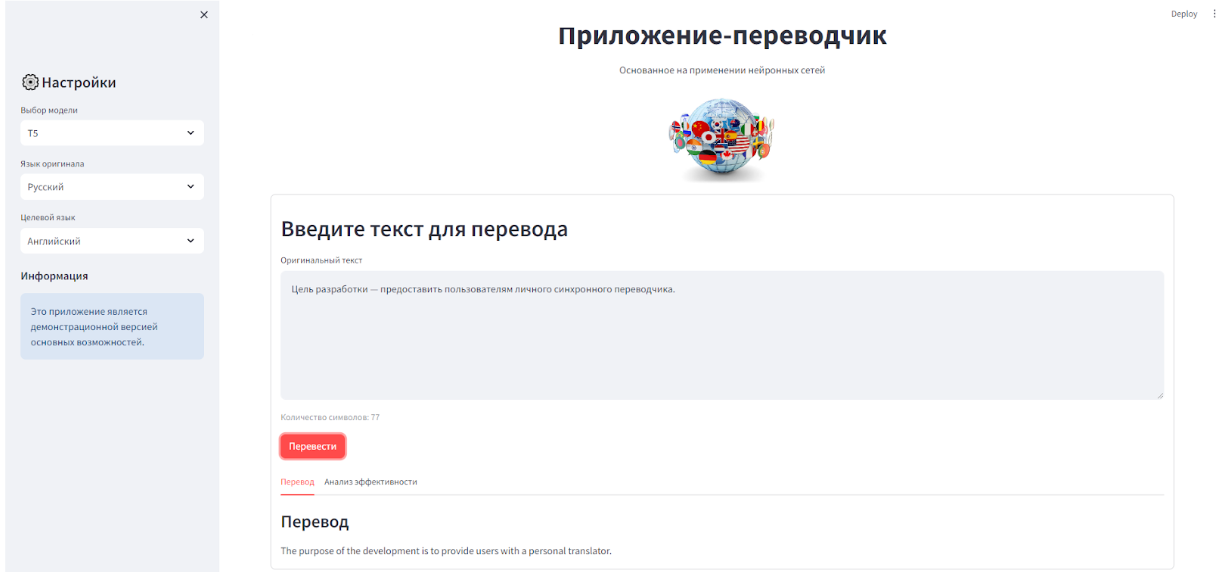 Deploy
Настройки
Выбор модели
T5
Язык оригинала
Русский
Целевой язык
Английский
Информация
Это приложение является
демонстрационной версией
основных возможностей.
Приложение-переводчик
Основанное на применении нейронных сетей
Введите текст для перевода
Оригинальный текст
Цель разработки — предоставить пользователям личного синхронного переводчика.
Количество символов: 77
Перевести
Перевод Анализ эффективности
Перевод
The purpose of the development is to provide users with a personal translator.